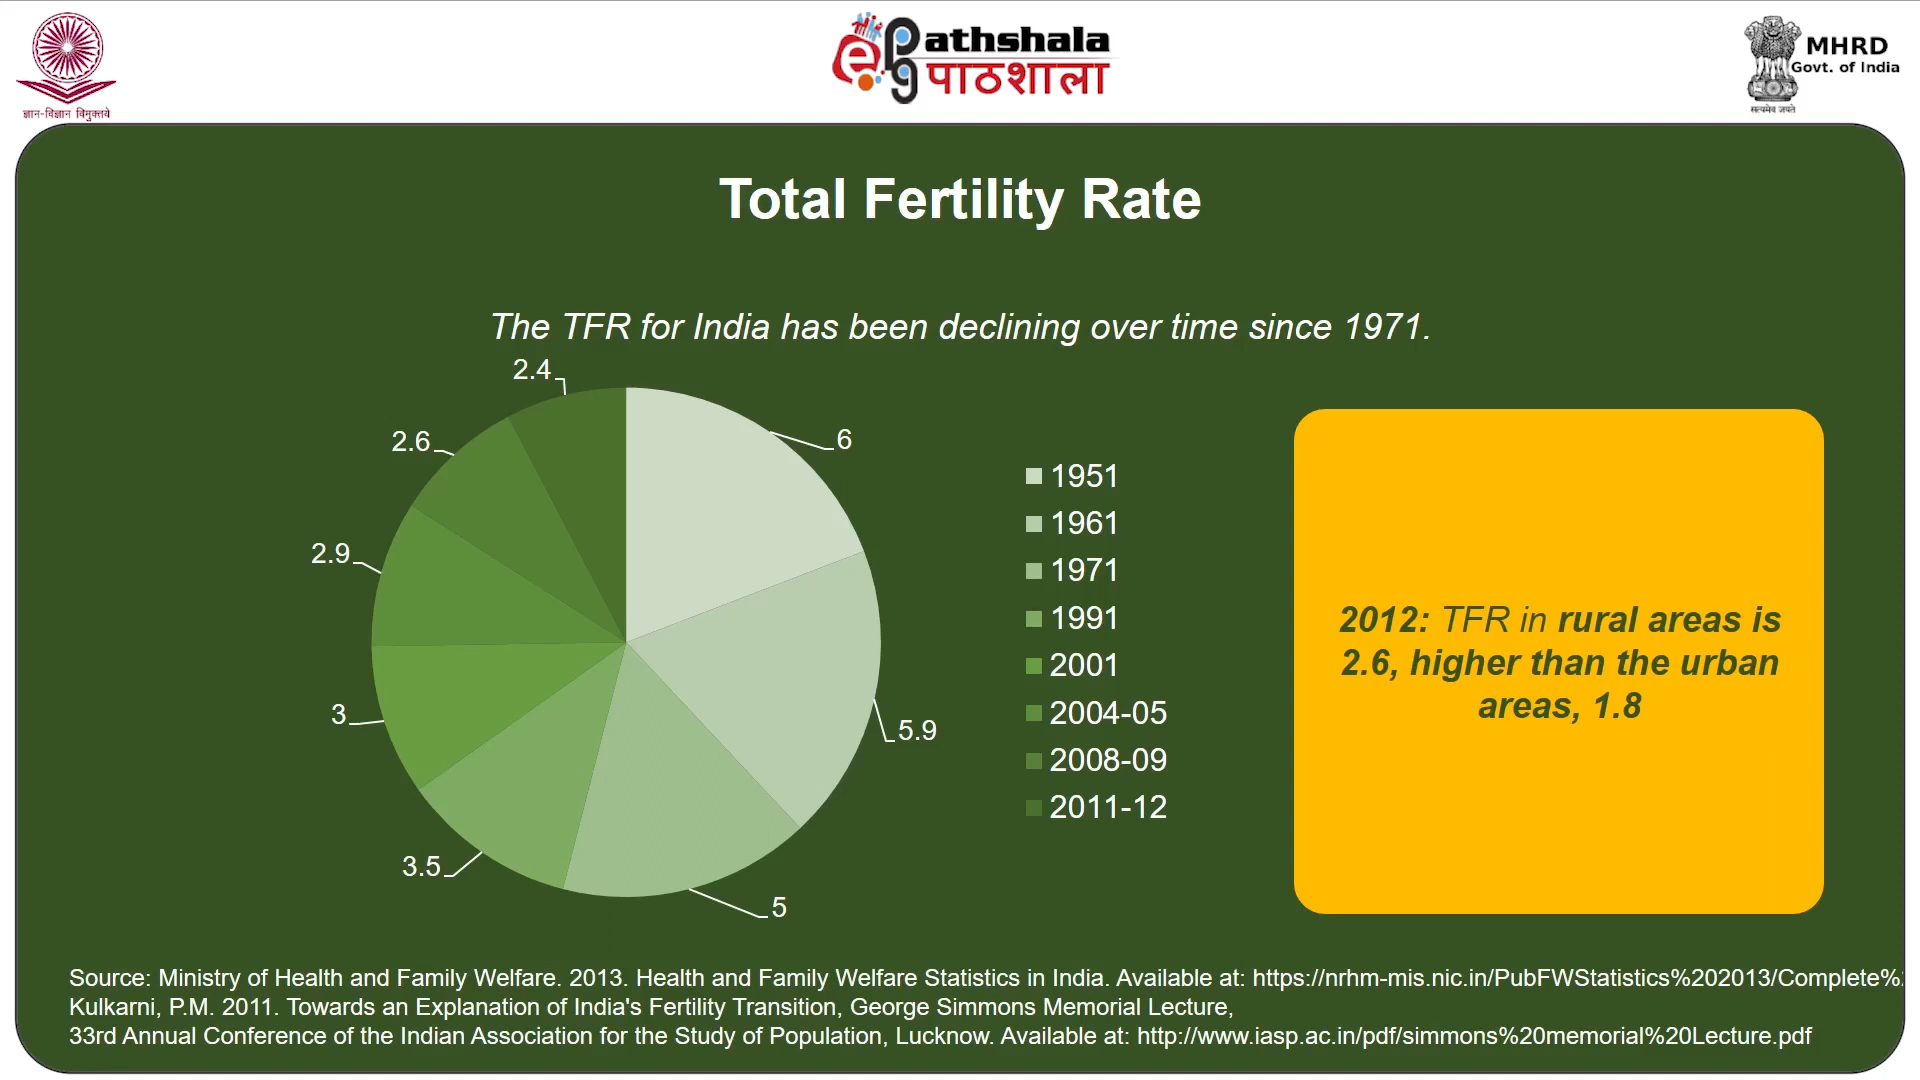 ज्ञान-विज्ञान विमुक्तये
ePathshala
पाठशाला
MHRD
Govt. of India
सत्यमेव जयते
Total Fertility Rate
The TFR for India has been declining over time since 1971.
2.4
6
2.6
2.9
5.9
3
3.5
5
1951
1961
1971
1991
2001
2004-05
2008-09
2011-12
2012: TFR in rural areas is
2.6, higher than the urban
areas, 1.8
Source: Ministry of Health and Family Welfare. 2013. Health and Family Welfare Statistics in India. Available at: https://nrhm-mis.nic.in/PubFWStatistics%202013/Complete%
Kulkarni, P.M. 2011. Towards an Explanation of India's Fertility Transition, George Simmons Memorial Lecture,
33rd Annual Conference of the Indian Association for the Study of Population, Lucknow. Available at: http://www.iasp.ac.in/pdf/simmons%20memorial%20Lecture.pdf